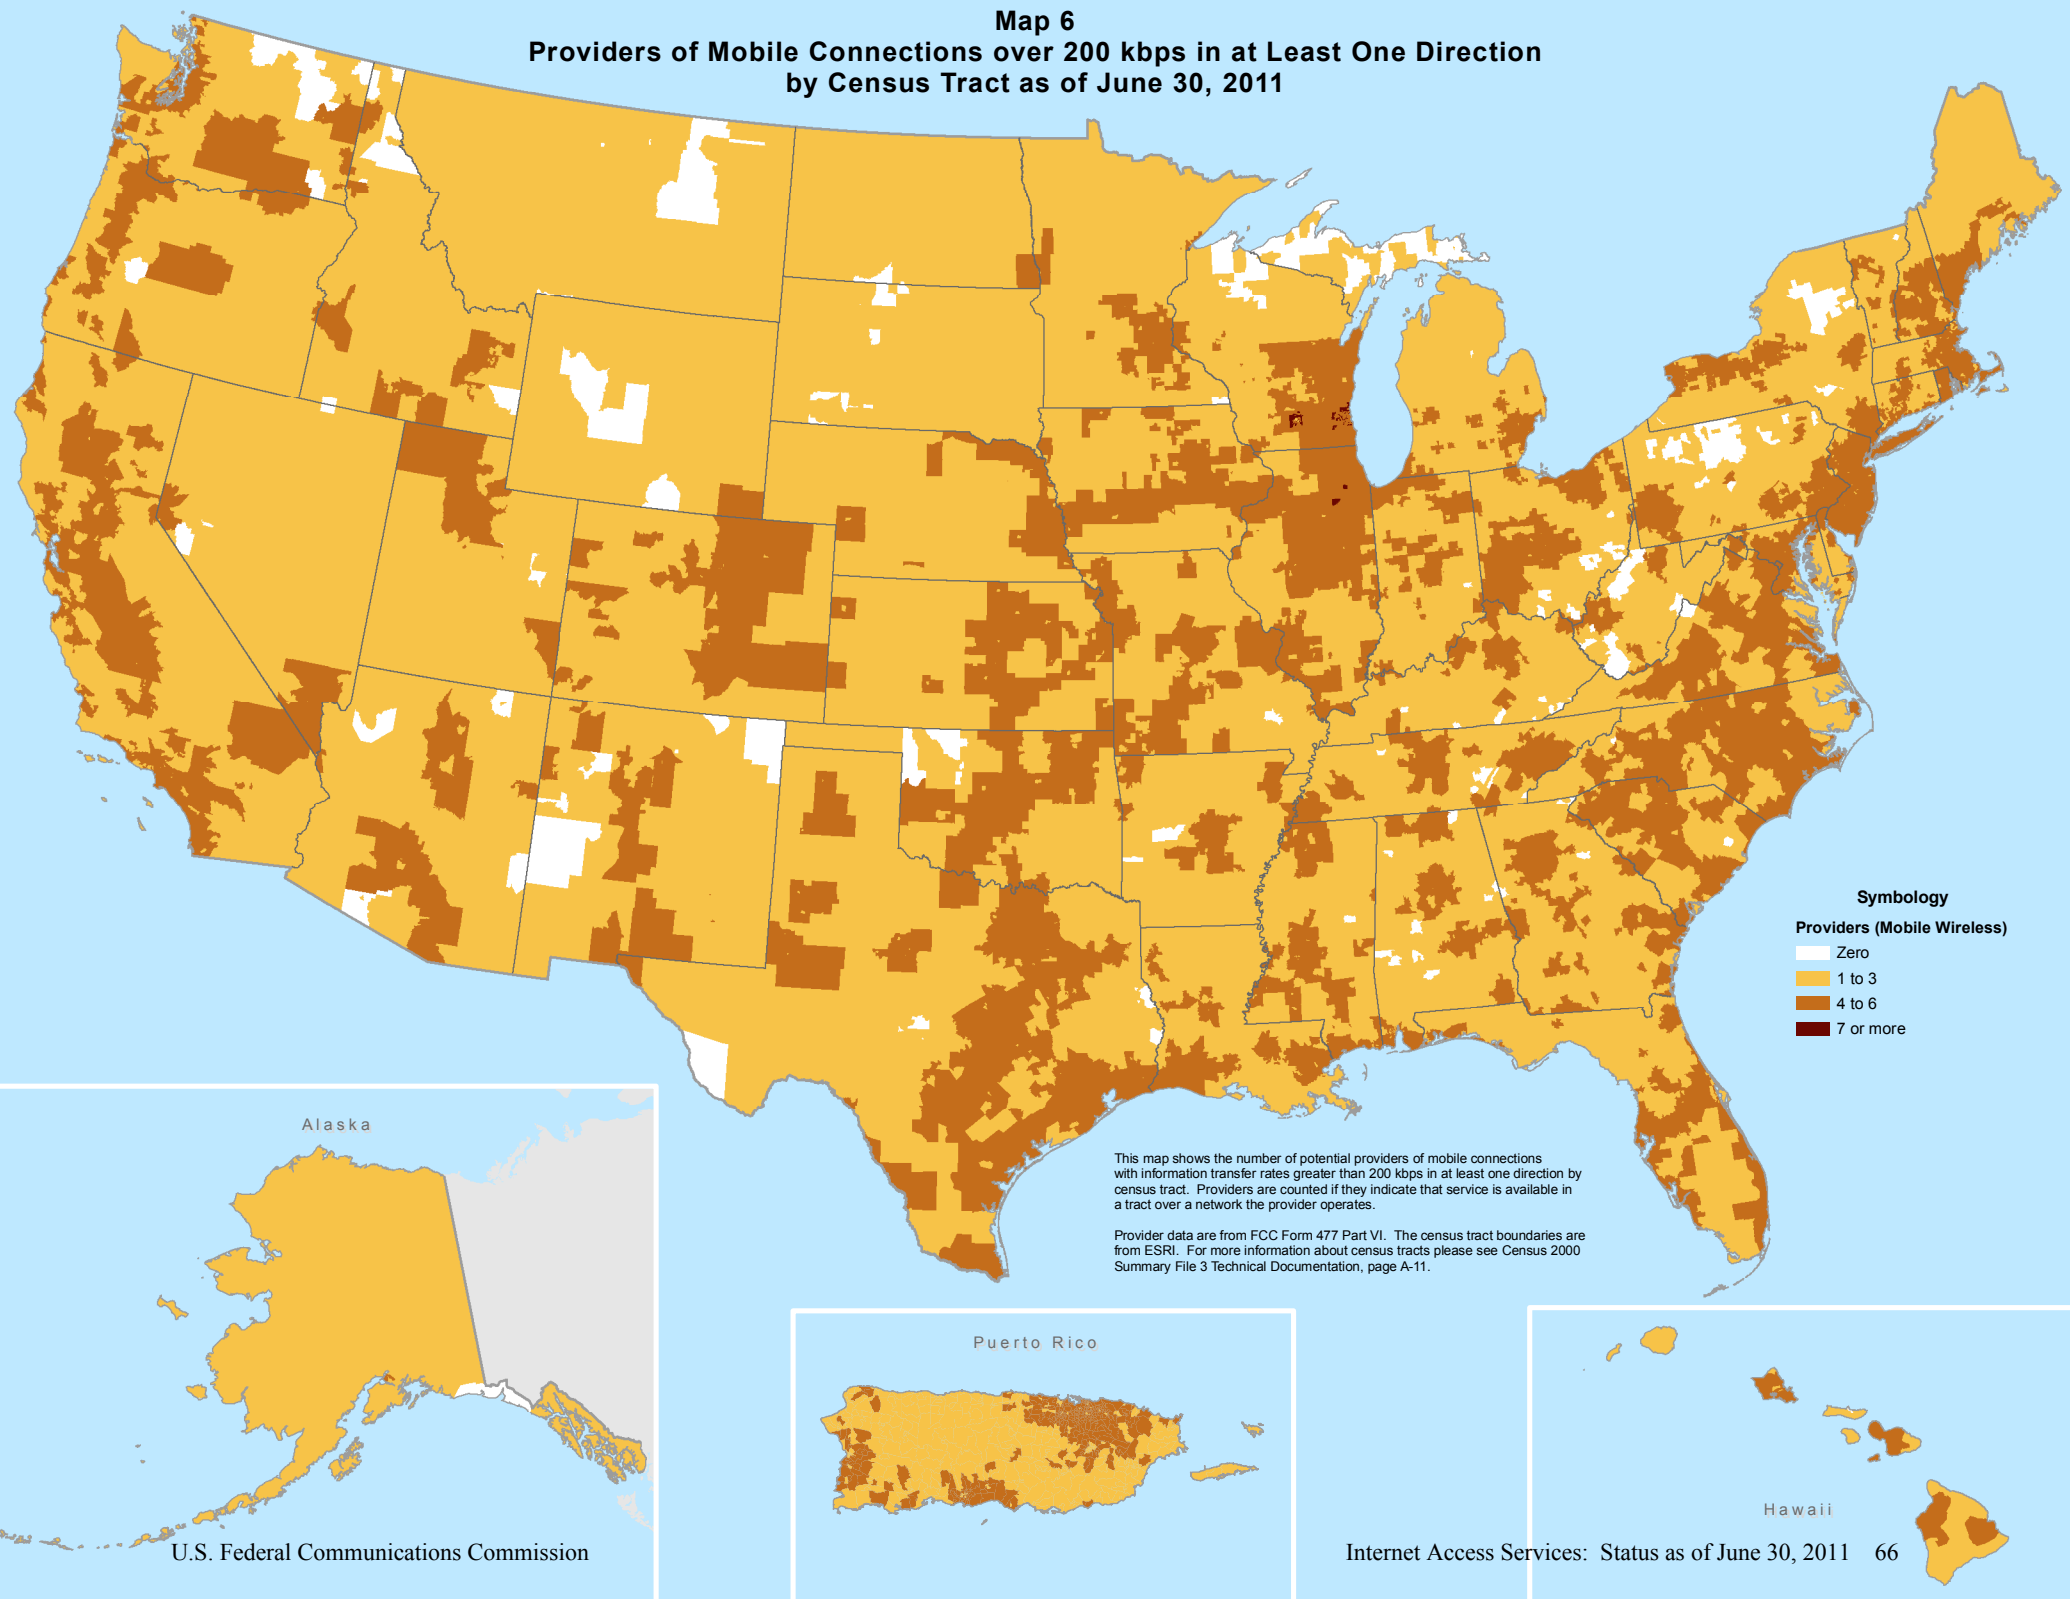 Map 6
Providers of Mobile Connections over 200 kbps in at Least One Direction
by Census Tract as of June 30, 2011
Symbology
Providers (Mobile Wireless)
Zero
1 to 3
4 to 6
7 or more
Alaska
This map shows the number of potential providers of mobile connections
with information transfer rates greater than 200 kbps in at least one direction by
census tract. Providers are counted if they indicate that service is available in
a tract over a network the provider operates.
Provider data are from FCC Form 477 Part VI. The census tract boundaries are
from ESRI. For more information about census tracts please see Census 2000
Summary File 3 Technical Documentation, page A-11.
Puerto Rico
Hawaii
U.S. Federal Communications Commission
Internet Access Services: Status as of June 30, 2011 66